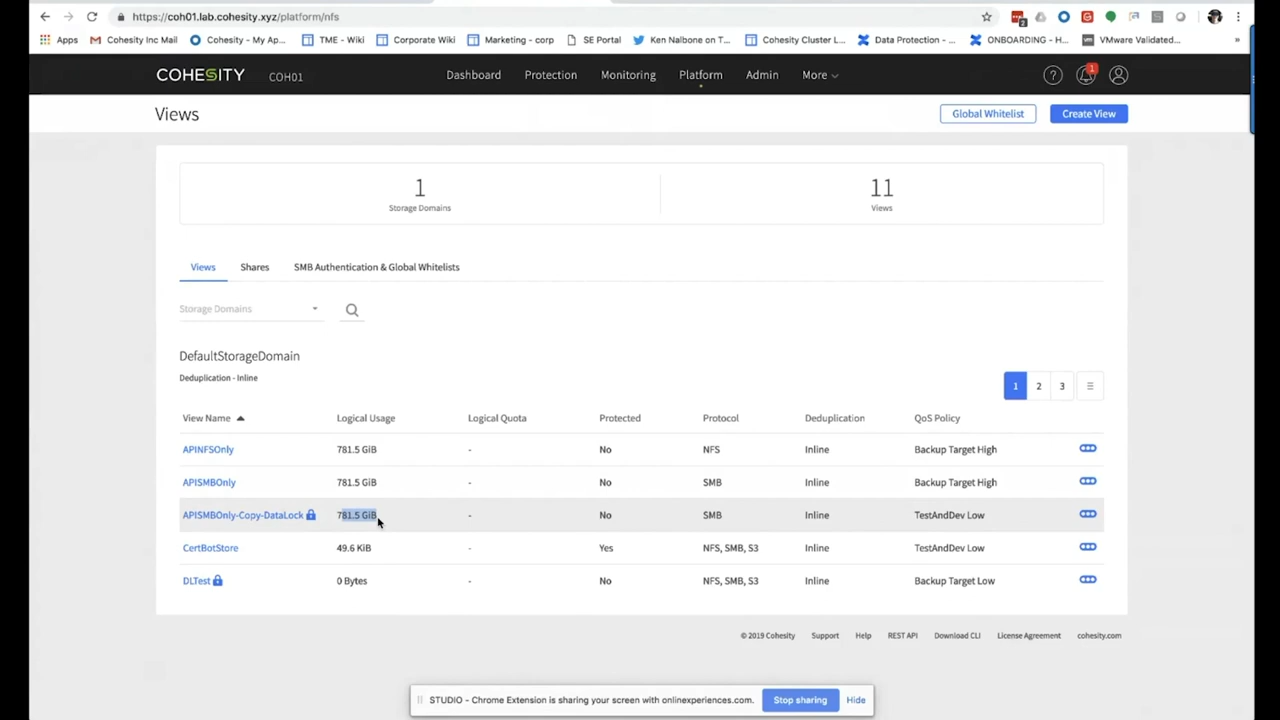 https://coh01.lab.cohesity.xyz/platform/nfs
Apps Cohesity Inc Mail Cohesity - My Ap... TME - Wiki Corporate Wiki Marketing - corp SE Portal Ken Nalbone on T... Cohesity Cluster L... Data Protection - ... ONBOARDING - H... VMware Validated... »
COHESITY COH01 Dashboard Protection Monitoring Platform Admin More ? 1
Views Global Whitelist Create View
1 11
Storage Domains Views
Views Shares SMB Authentication & Global Whitelists
Storage Domains
DefaultStorageDomain
Deduplication - Inline
1 2 3
View Name Logical Usage Logical Quota Protected Protocol Deduplication QoS Policy
APINFSOnly 781.5 GiB - No NFS Inline Backup Target High
APISMBOnly 781.5 GiB - No SMB Inline Backup Target High
APISMBOnly-Copy-DataLock 781.5 GiB - No SMB Inline TestAndDev Low
CertBotStore 49.6 KiB - Yes NFS, SMB, S3 Inline TestAndDev Low
DLTest 0 Bytes - No NFS, SMB, S3 Inline Backup Target Low
© 2019 Cohesity Support Help REST API Download CLI License Agreement cohesity.com
STUDIO - Chrome Extension is sharing your screen with onlinexperiences.com. Stop sharing Hide